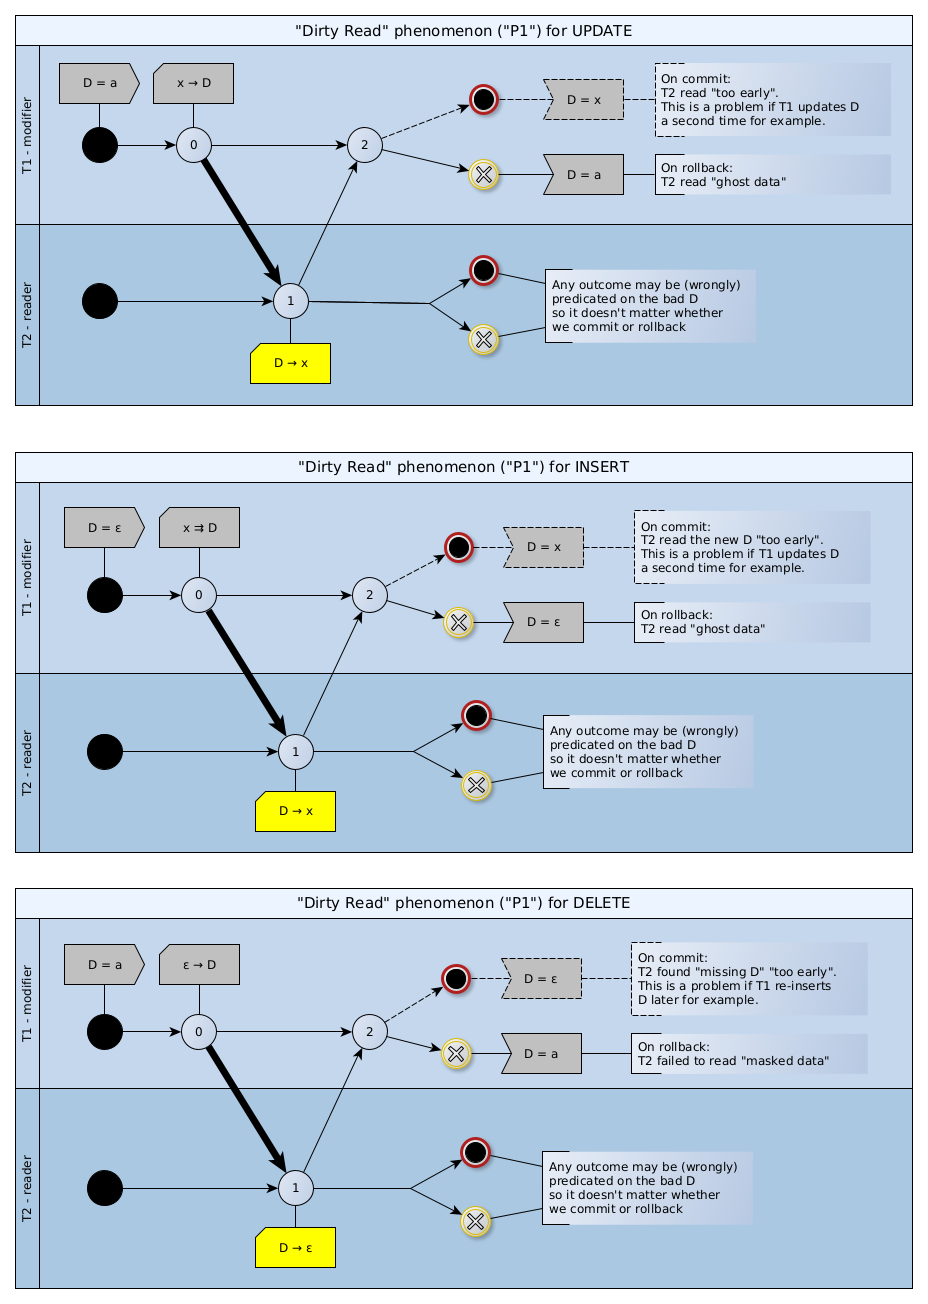 "Dirty Read" phenomenon ("P1") for UPDATE
T1 - modifier
D = a
x → D
0
2
D = x
On commit:
T2 read "too early".
This is a problem if T1 updates D
a second time for example.
D = a
On rollback:
T2 read "ghost data"
T2 - reader
1
D → x
Any outcome may be (wrongly)
predicated on the bad D
so it doesn't matter whether
we commit or rollback
"Dirty Read" phenomenon ("P1") for INSERT
T1 - modifier
D = ε
x ⇉ D
0
2
D = x
On commit:
T2 read the new D "too early".
This is a problem if T1 updates D
a second time for example.
D = ε
On rollback:
T2 read "ghost data"
T2 - reader
1
D → x
Any outcome may be (wrongly)
predicated on the bad D
so it doesn't matter whether
we commit or rollback
"Dirty Read" phenomenon ("P1") for DELETE
T1 - modifier
D = a
ε → D
0
2
D = ε
On commit:
T2 found "missing D" "too early".
This is a problem if T1 re-inserts
D later for example.
D = a
On rollback:
T2 failed to read "masked data"
T2 - reader
1
D → ε
Any outcome may be (wrongly)
predicated on the bad D
so it doesn't matter whether
we commit or rollback